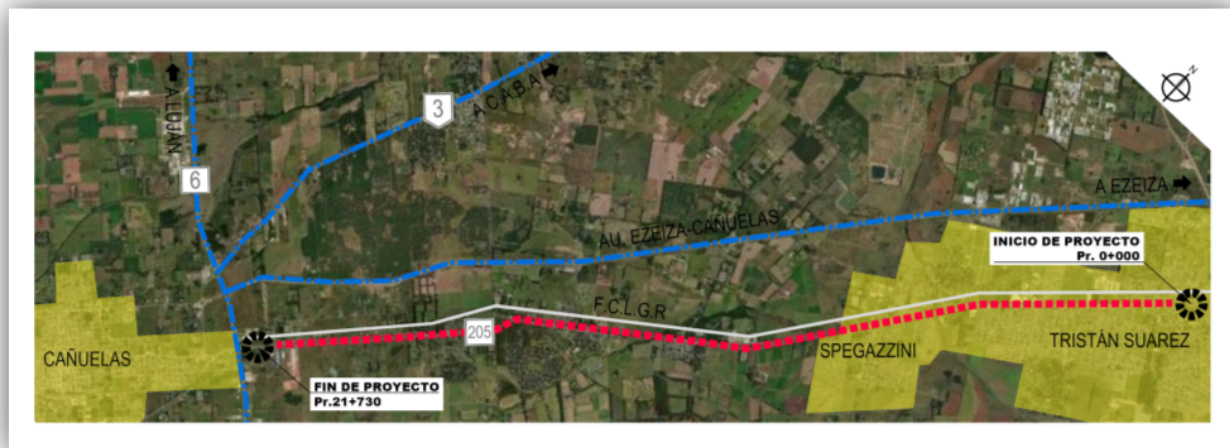 A LUJÁN
3
A C.A.B.A
N
6
A EZEIZA
AU. EZEIZA-CAÑUELAS
INICIO DE PROYECTO
Pr. 0+000
F.C.L.G.R
205
CAÑUELAS
SPEGAZZINI
TRISTÁN SUAREZ
FIN DE PROYECTO
Pr.21+730